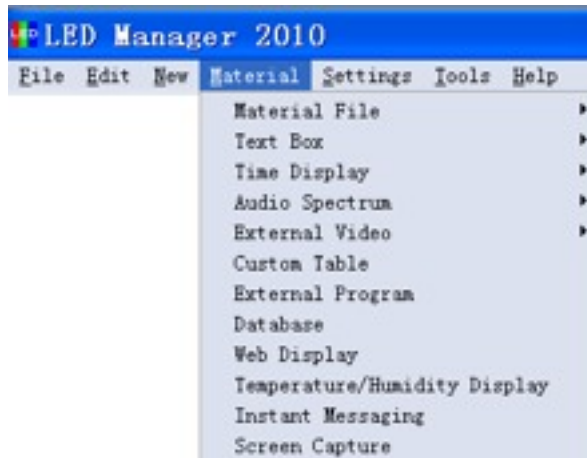 LED Manager 2010
File Edit New Material Settings Tools Help
Material File
Text Box
Time Display
Audio Spectrum
External Video
Custom Table
External Program
Database
Web Display
Temperature/Humidity Display
Instant Messaging
Screen Capture